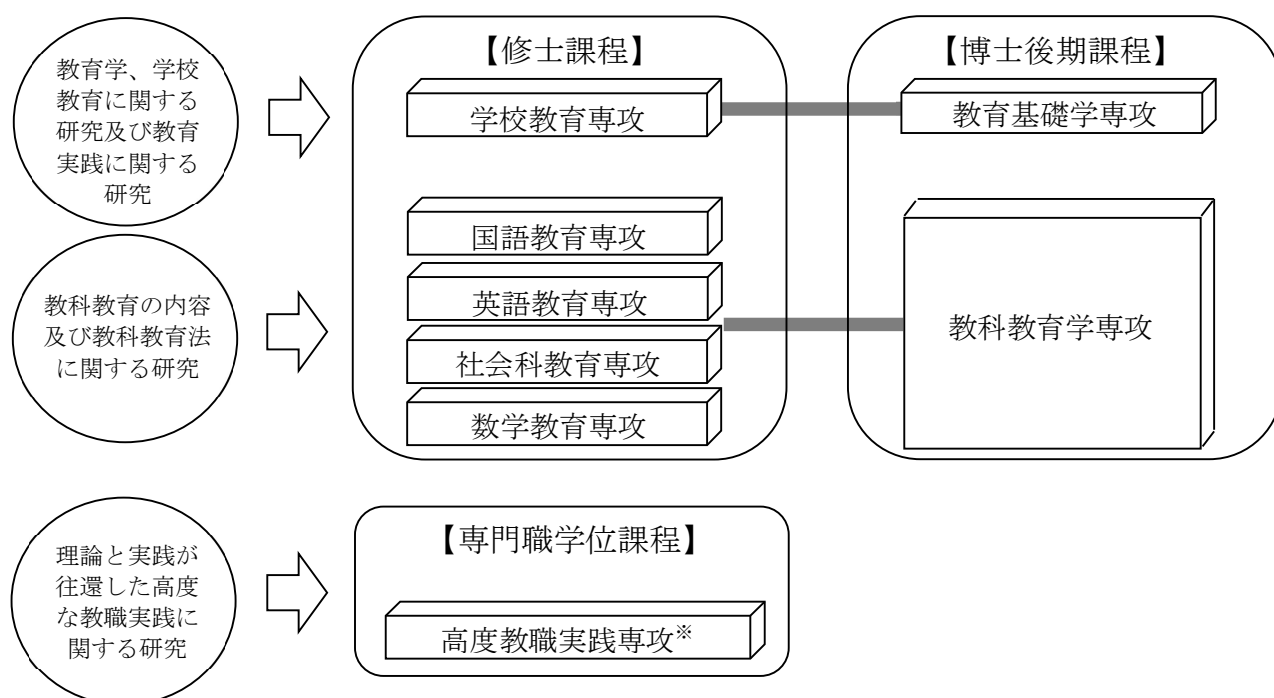 教育学、学校
教育に関する
研究及び教育
実践に関する
研究
【修士課程】
学校教育専攻
【博士後期課程】
教育基礎学専攻
教科教育の内容
及び教科教育法
に関する研究
国語教育専攻
英語教育専攻
社会科教育専攻
数学教育専攻
教科教育学専攻
理論と実践が
往還した高度
な教職実践に
関する研究
【専門職学位課程】
高度教職実践専攻※